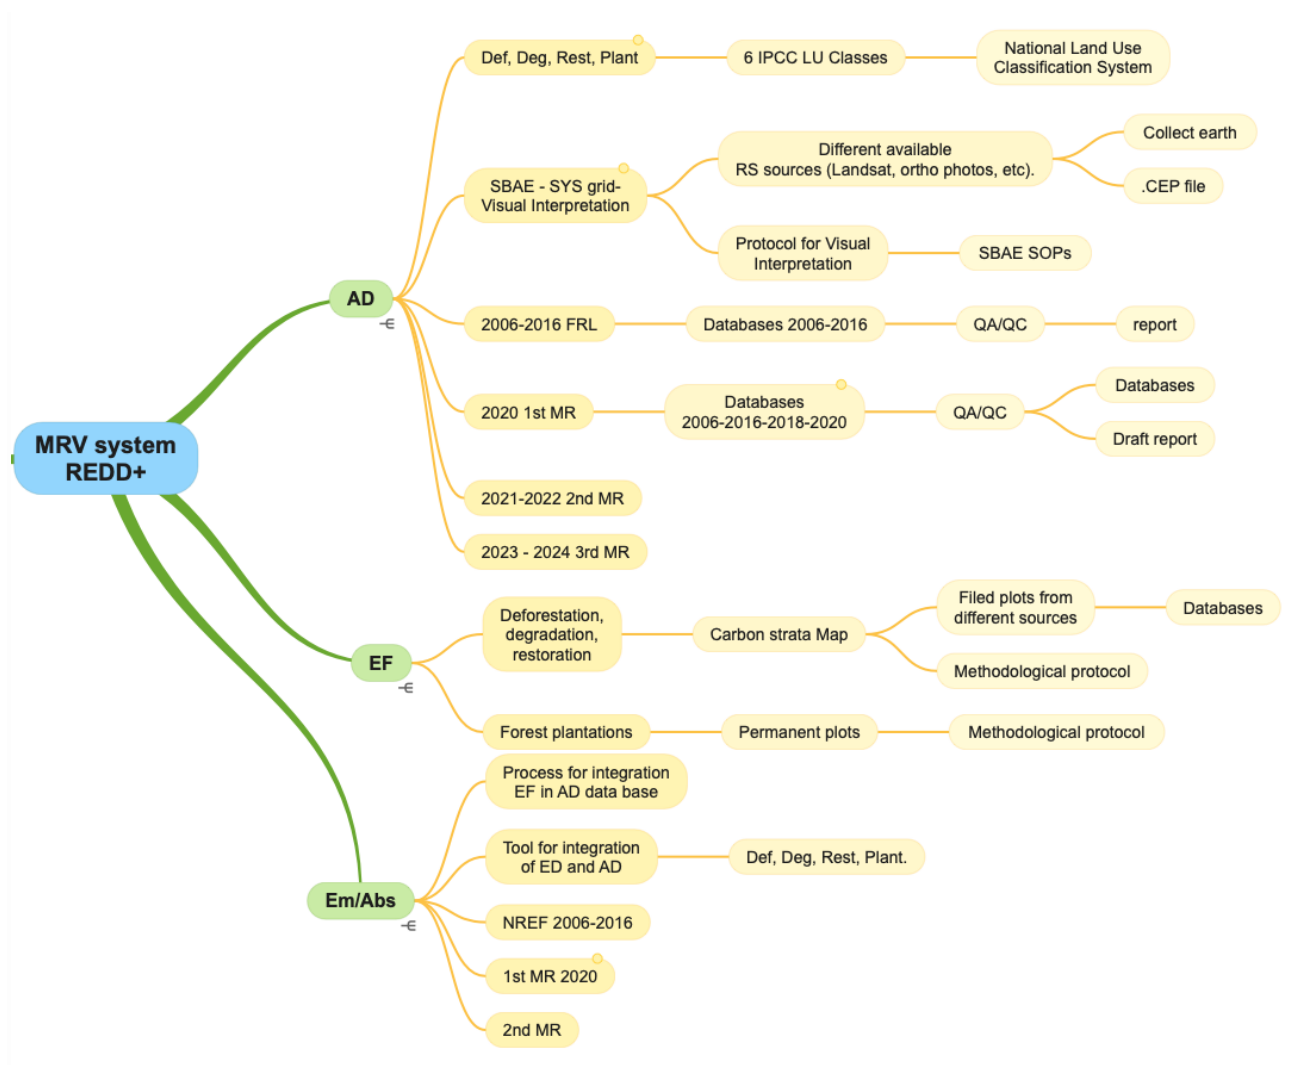 MRV system
REDD+
AD
Def, Deg, Rest, Plant
6 IPCC LU Classes
National Land Use
Classification System
SBAE - SYS grid-
Visual Interpretation
Different available
RS sources (Landsat, ortho photos, etc).
Collect earth
.CEP file
Protocol for Visual
Interpretation
SBAE SOPs
2006-2016 FRL
Databases 2006-2016
QA/QC
report
2020 1st MR
Databases
2006-2016-2018-2020
QA/QC
Databases
Draft report
2021-2022 2nd MR
2023 - 2024 3rd MR
EF
Deforestation,
degradation,
restoration
Carbon strata Map
Filed plots from
different sources
Databases
Methodological protocol
Forest plantations
Permanent plots
Methodological protocol
Em/Abs
Process for integration
EF in AD data base
Tool for integration
of ED and AD
Def, Deg, Rest, Plant.
NREF 2006-2016
1st MR 2020
2nd MR